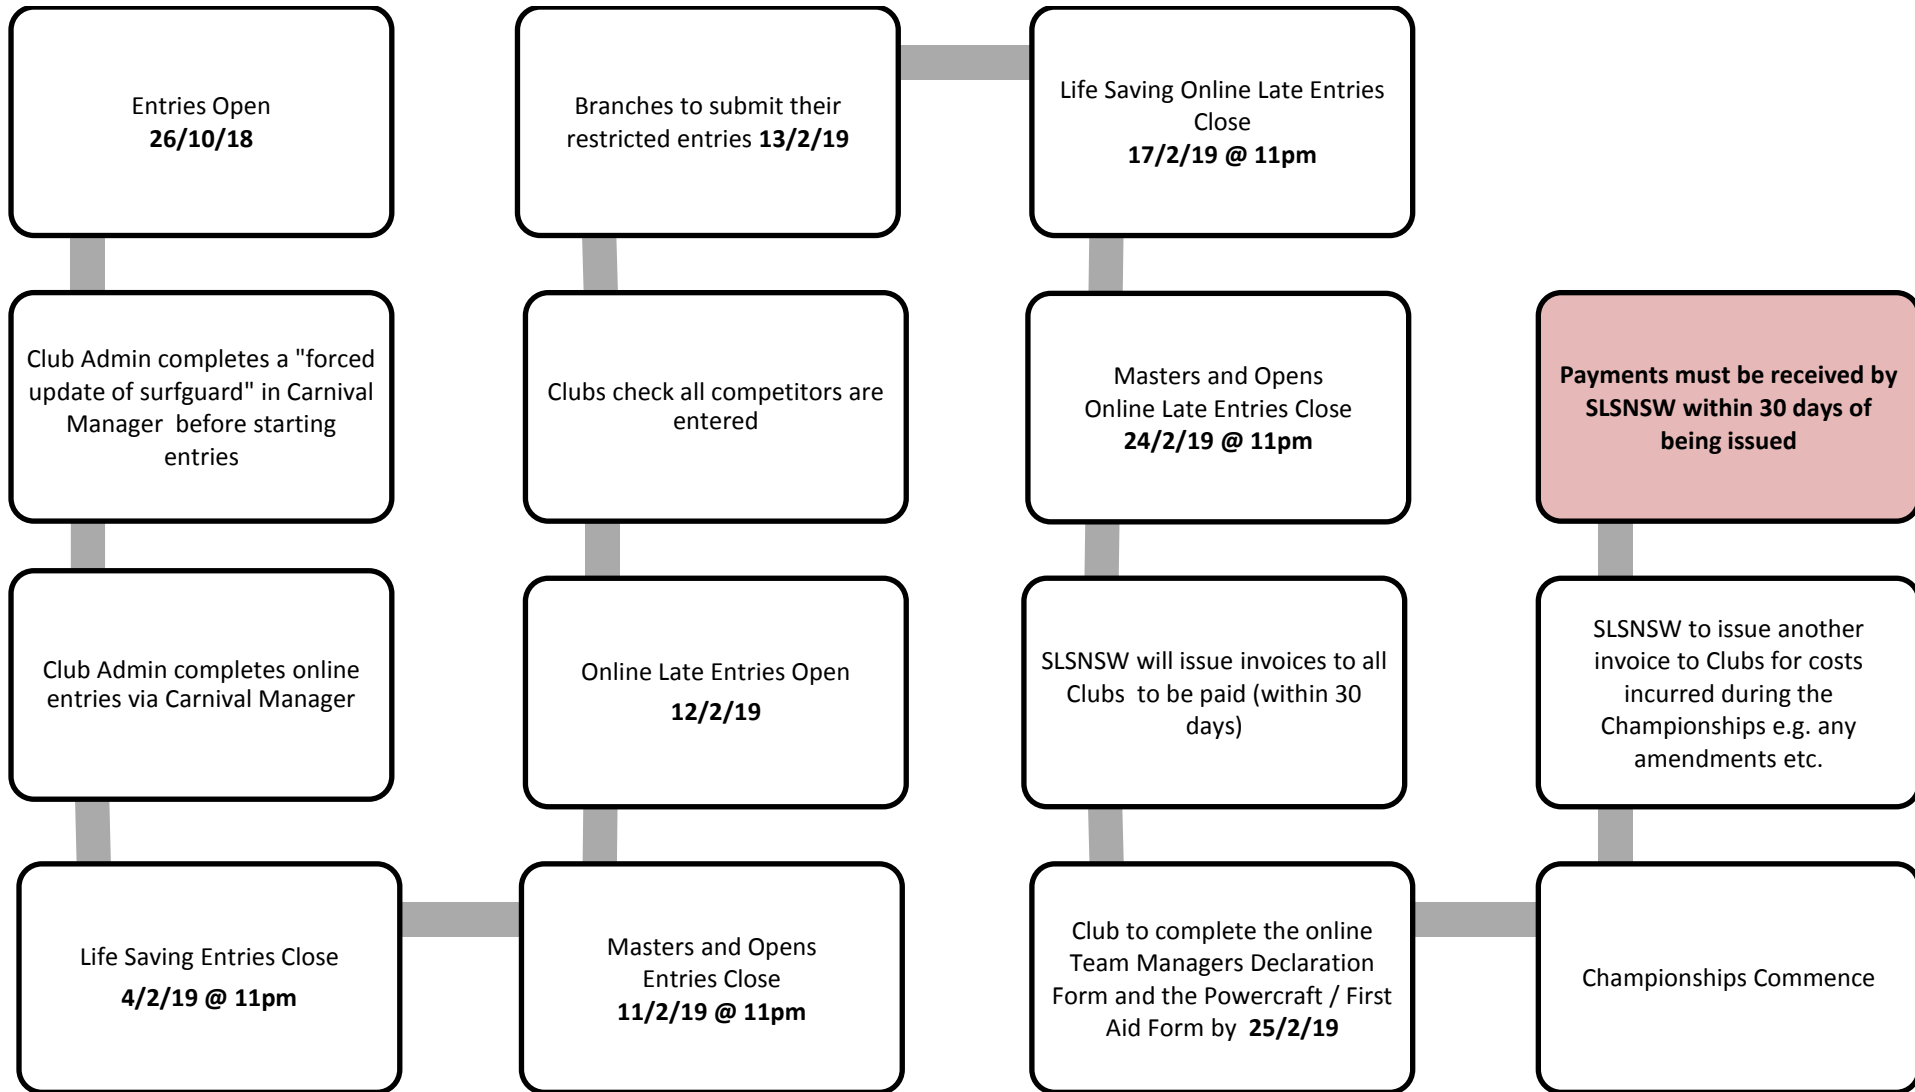 Entries Open
26/10/18
Club Admin completes a "forced
update of surfguard" in Carnival
Manager before starting
entries
Club Admin completes online
entries via Carnival Manager
Life Saving Entries Close
4/2/19 @ 11pm
Masters and Opens
Entries Close
11/2/19 @ 11pm
Online Late Entries Open
12/2/19
Clubs check all competitors are
entered
Branches to submit their
restricted entries 13/2/19
Life Saving Online Late Entries
Close
17/2/19 @ 11pm
Masters and Opens
Online Late Entries Close
24/2/19 @ 11pm
SLSNSW will issue invoices to all
Clubs to be paid (within 30
days)
Club to complete the online
Team Managers Declaration
Form and the Powercraft / First
Aid Form by 25/2/19
Championships Commence
SLSNSW to issue another
invoice to Clubs for costs
incurred during the
Championships e.g. any
amendments etc.
Payments must be received by
SLSNSW within 30 days of
being issued